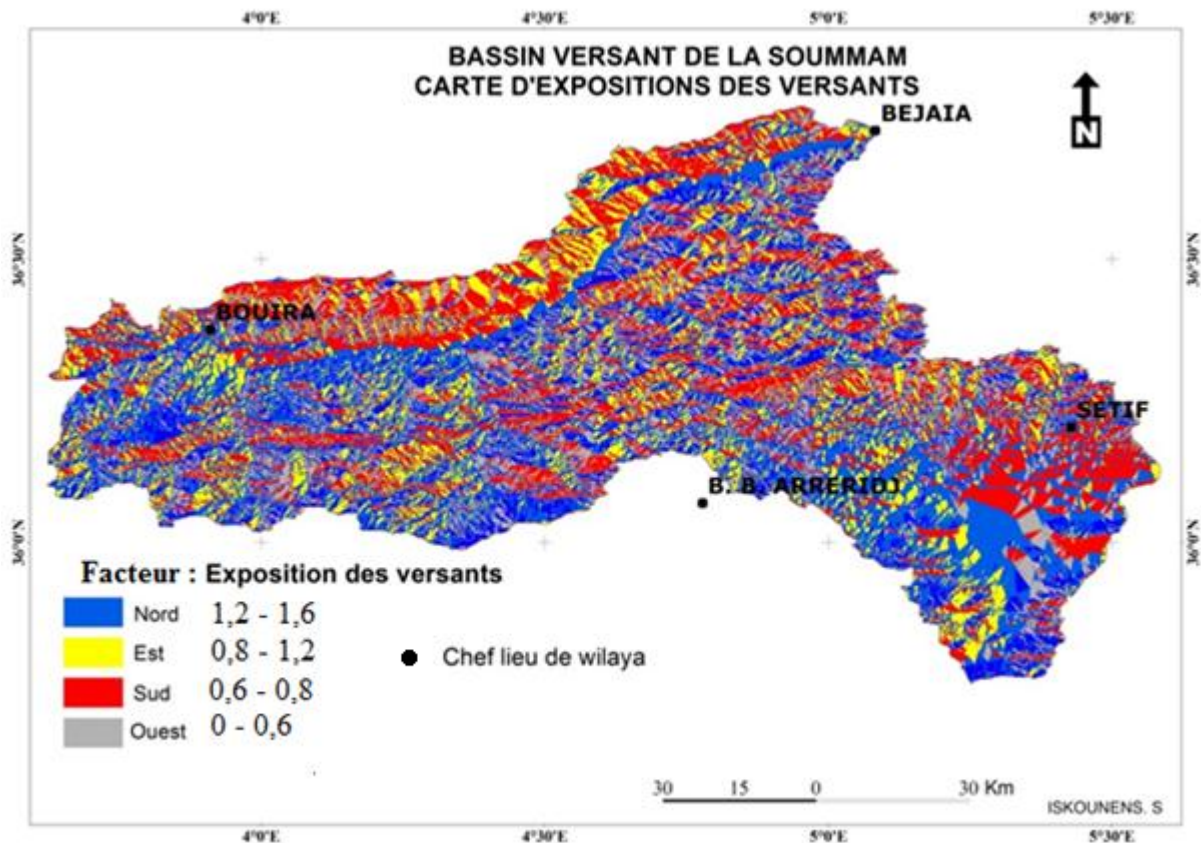 4°0'E 4°30'E 5°0'E 5°30'E
BASSIN VERSANT DE LA SOUMMAM
CARTE D'EXPOSITIONS DES VERSANTS
BEJAIA
N
36°30'N 36°30'N
BOUIRA
SETIF
B. B. ARRERIDJ
36°0'N 36°0'N
Facteur : Exposition des versants
Nord 1,2 - 1,6
Est 0,8 - 1,2
Chef lieu de wilaya
Sud 0,6 - 0,8
Ouest 0 - 0,6
30 15 0 30 Km
ISKOUNENS. S
4°0'E 4°30'E 5°0'E 5°30'E